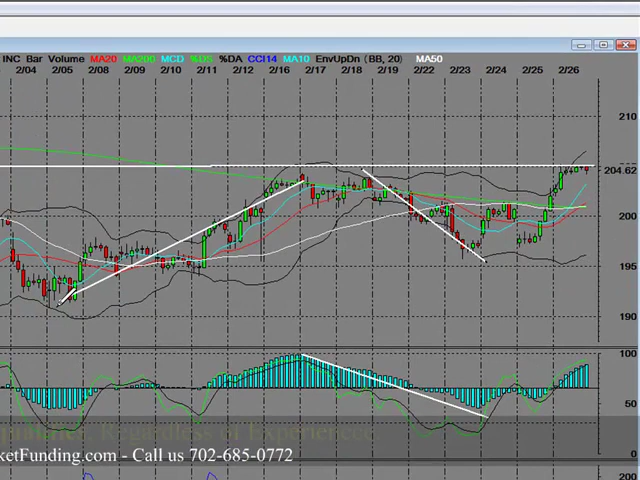 INC Bar Volume MA20 MA200 MCD %DS %DA CCI14 MA10 EnvUpDn (BB, 20) MA50
2/04 2/05 2/08 2/09 2/10 2/11 2/12 2/16 2/17 2/18 2/19 2/22 2/23 2/24 2/25 2/26
210
204.62
200
195
190
100
50
0
Regardless of Experience
ketFunding.com - Call us 702-685-0772
200